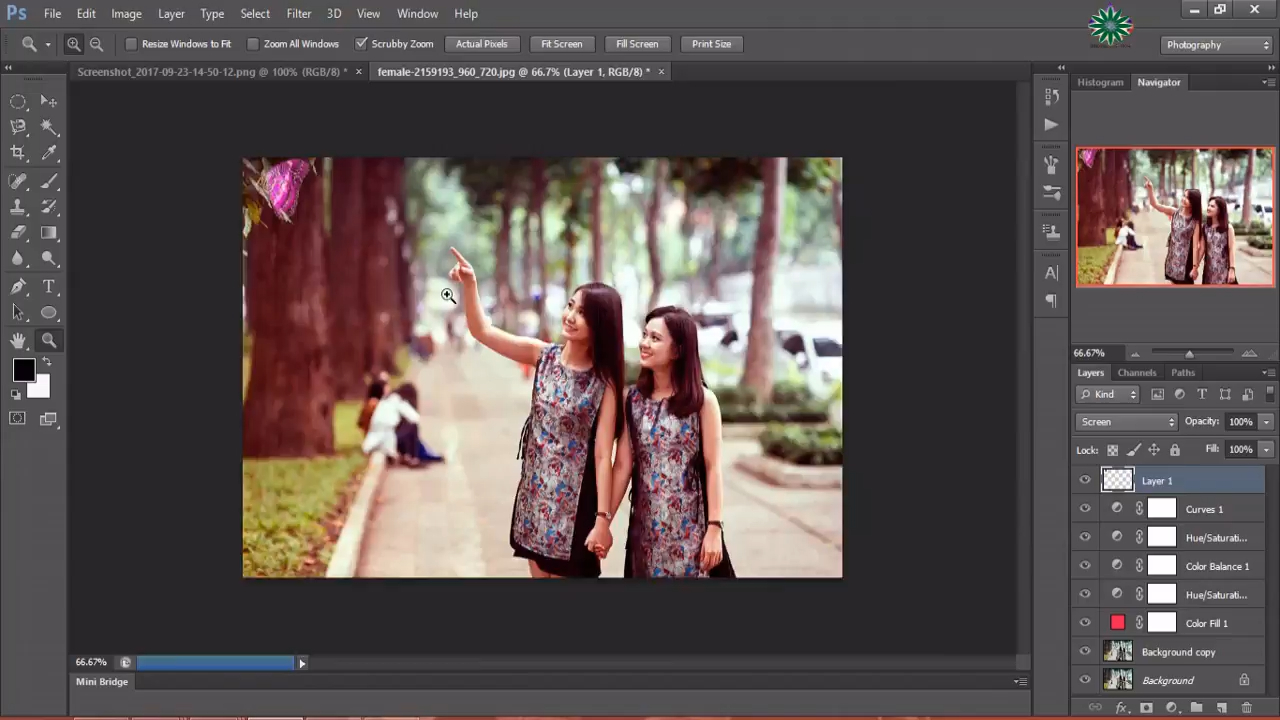 Ps File Edit Image Layer Type Select Filter 3D View Window Help
Resize Windows to Fit Zoom All Windows Scrubby Zoom Actual Pixels Fit Screen Fill Screen Print Size Photography
Screenshot_2017-09-23-14-50-12.png @ 100% (RGB/8) * × female-2159193_960_720.jpg @ 66.7% (Layer 1, RGB/8) * ×
Histogram Navigator
66.67%
Layers Channels Paths
Kind T
Screen Opacity: 100%
Lock: Fill: 100%
Layer 1
Curves 1
Hue/Saturati...
Color Balance 1
Hue/Saturati...
Color Fill 1
Background copy
Background
fx
T
A
66.67%
Mini Bridge